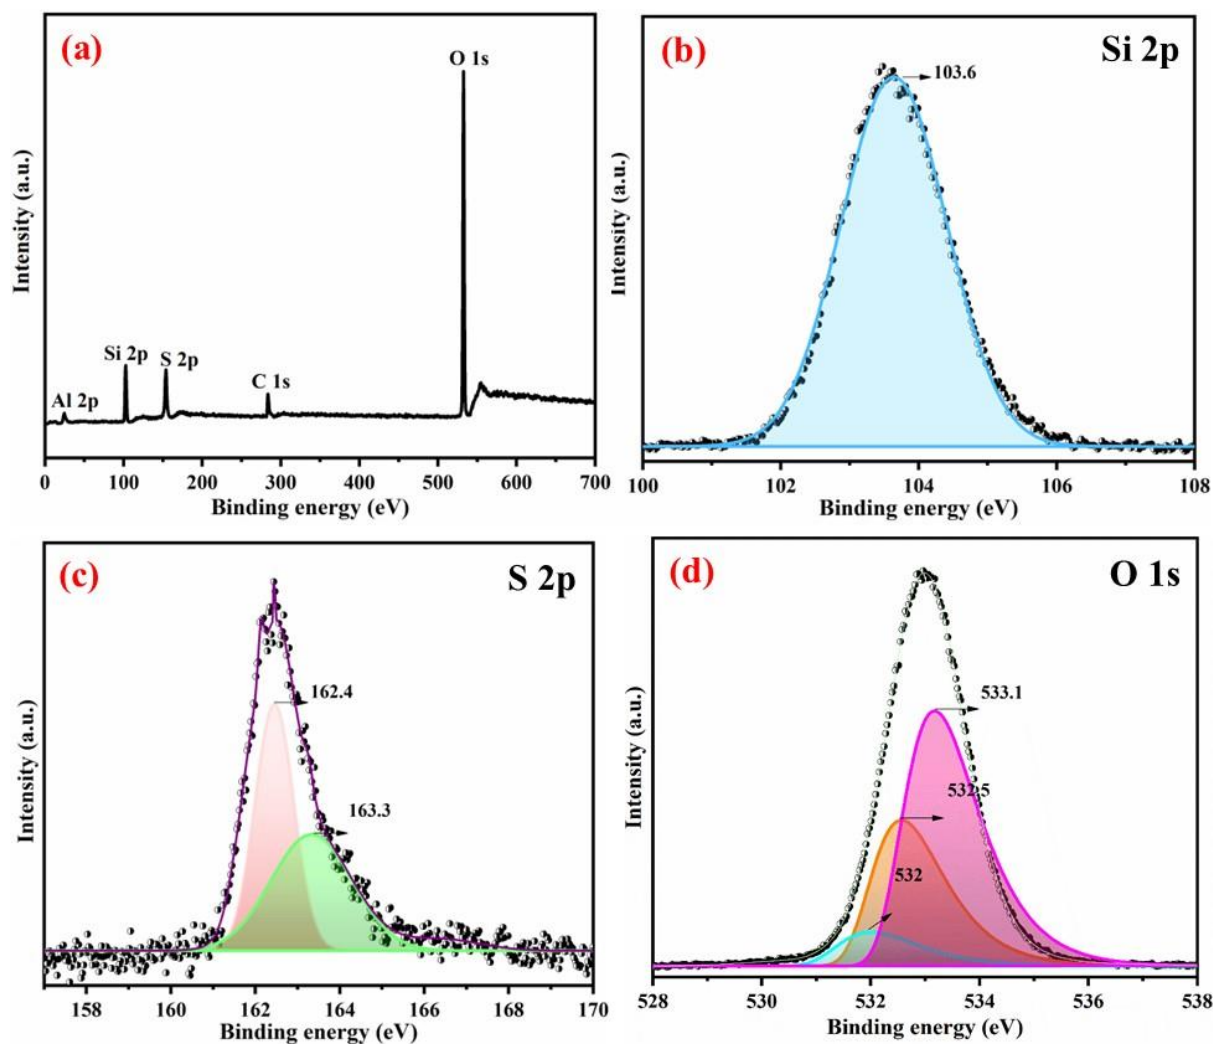 (a)
O 1s
Si 2p
S 2p
C 1s
Al 2p
Intensity (a.u.)
0 100 200 300 400 500 600 700
Binding energy (eV)
(b)
Si 2p
103.6
Intensity (a.u.)
100 102 104 106 108
Binding energy (eV)
(c)
S 2p
162.4
163.3
Intensity (a.u.)
158 160 162 164 166 168 170
Binding energy (eV)
(d)
O 1s
533.1
532.5
532
Intensity (a.u.)
528 530 532 534 536 538
Binding energy (eV)